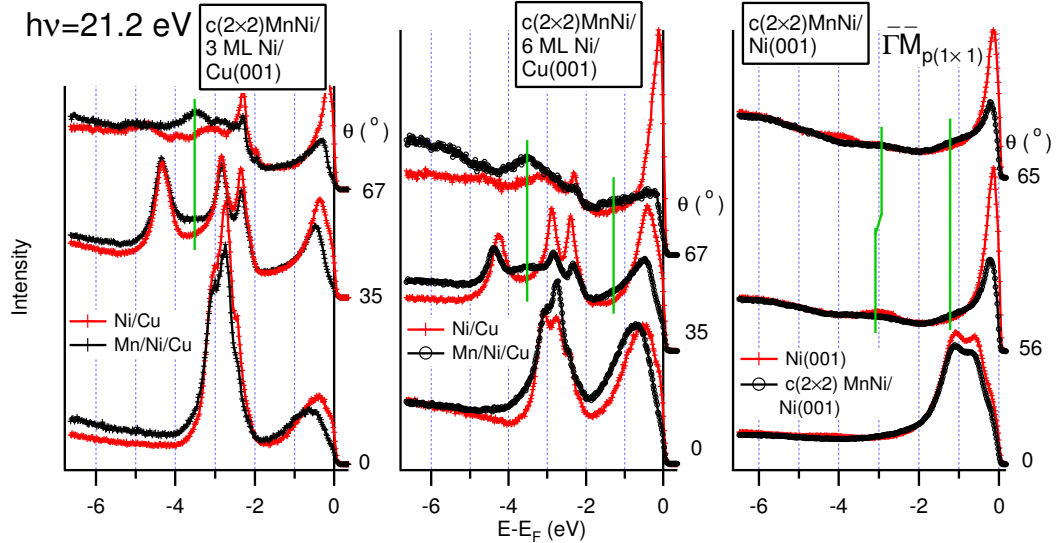 hν=21.2 eV
c(2×2)MnNi/
3 ML Ni/
Cu(001)
c(2×2)MnNi/
6 ML Ni/
Cu(001)
c(2×2)MnNi/
Ni(001)
Γ̄M̄p(1×1)
θ (°)
67
35
0
Ni/Cu
Mn/Ni/Cu
θ (°)
67
35
0
Ni/Cu
Mn/Ni/Cu
θ (°)
65
56
0
Ni(001)
c(2×2) MnNi/
Ni(001)
Intensity
-6 -4 -2 0
-6 -4 -2 0
-6 -4 -2 0
E-EF (eV)